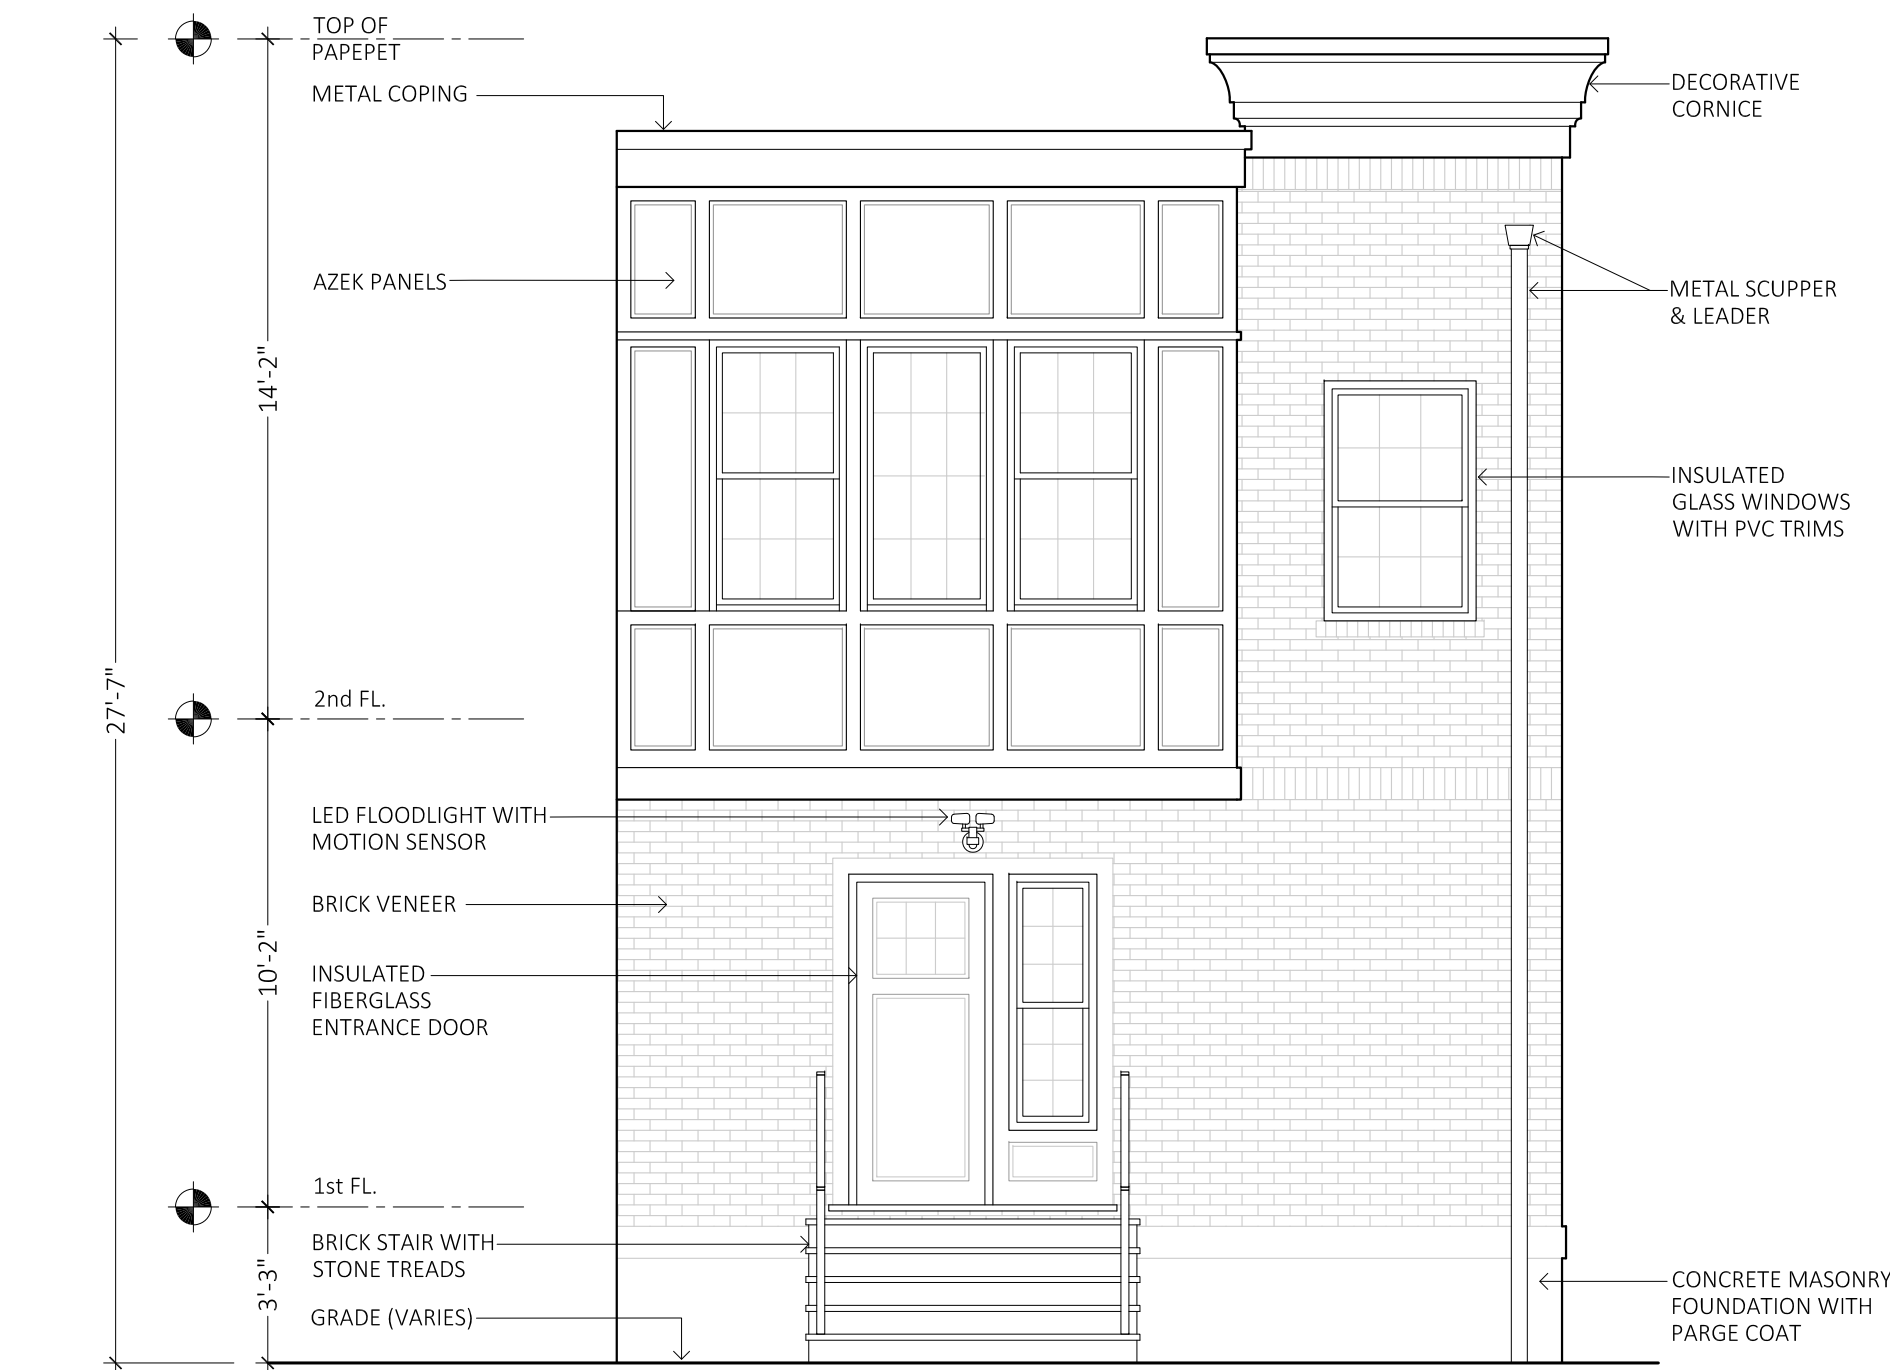 TOP OF
PAPEPET
METAL COPING
DECORATIVE
CORNICE
AZEK PANELS
METAL SCUPPER
& LEADER
14'-2"
INSULATED
GLASS WINDOWS
WITH PVC TRIMS
27'-7"
2nd FL.
LED FLOODLIGHT WITH
MOTION SENSOR
BRICK VENEER
10'-2"
INSULATED
FIBERGLASS
ENTRANCE DOOR
1st FL.
BRICK STAIR WITH
STONE TREADS
3'-3"
GRADE (VARIES)
CONCRETE MASONRY
FOUNDATION WITH
PARGE COAT